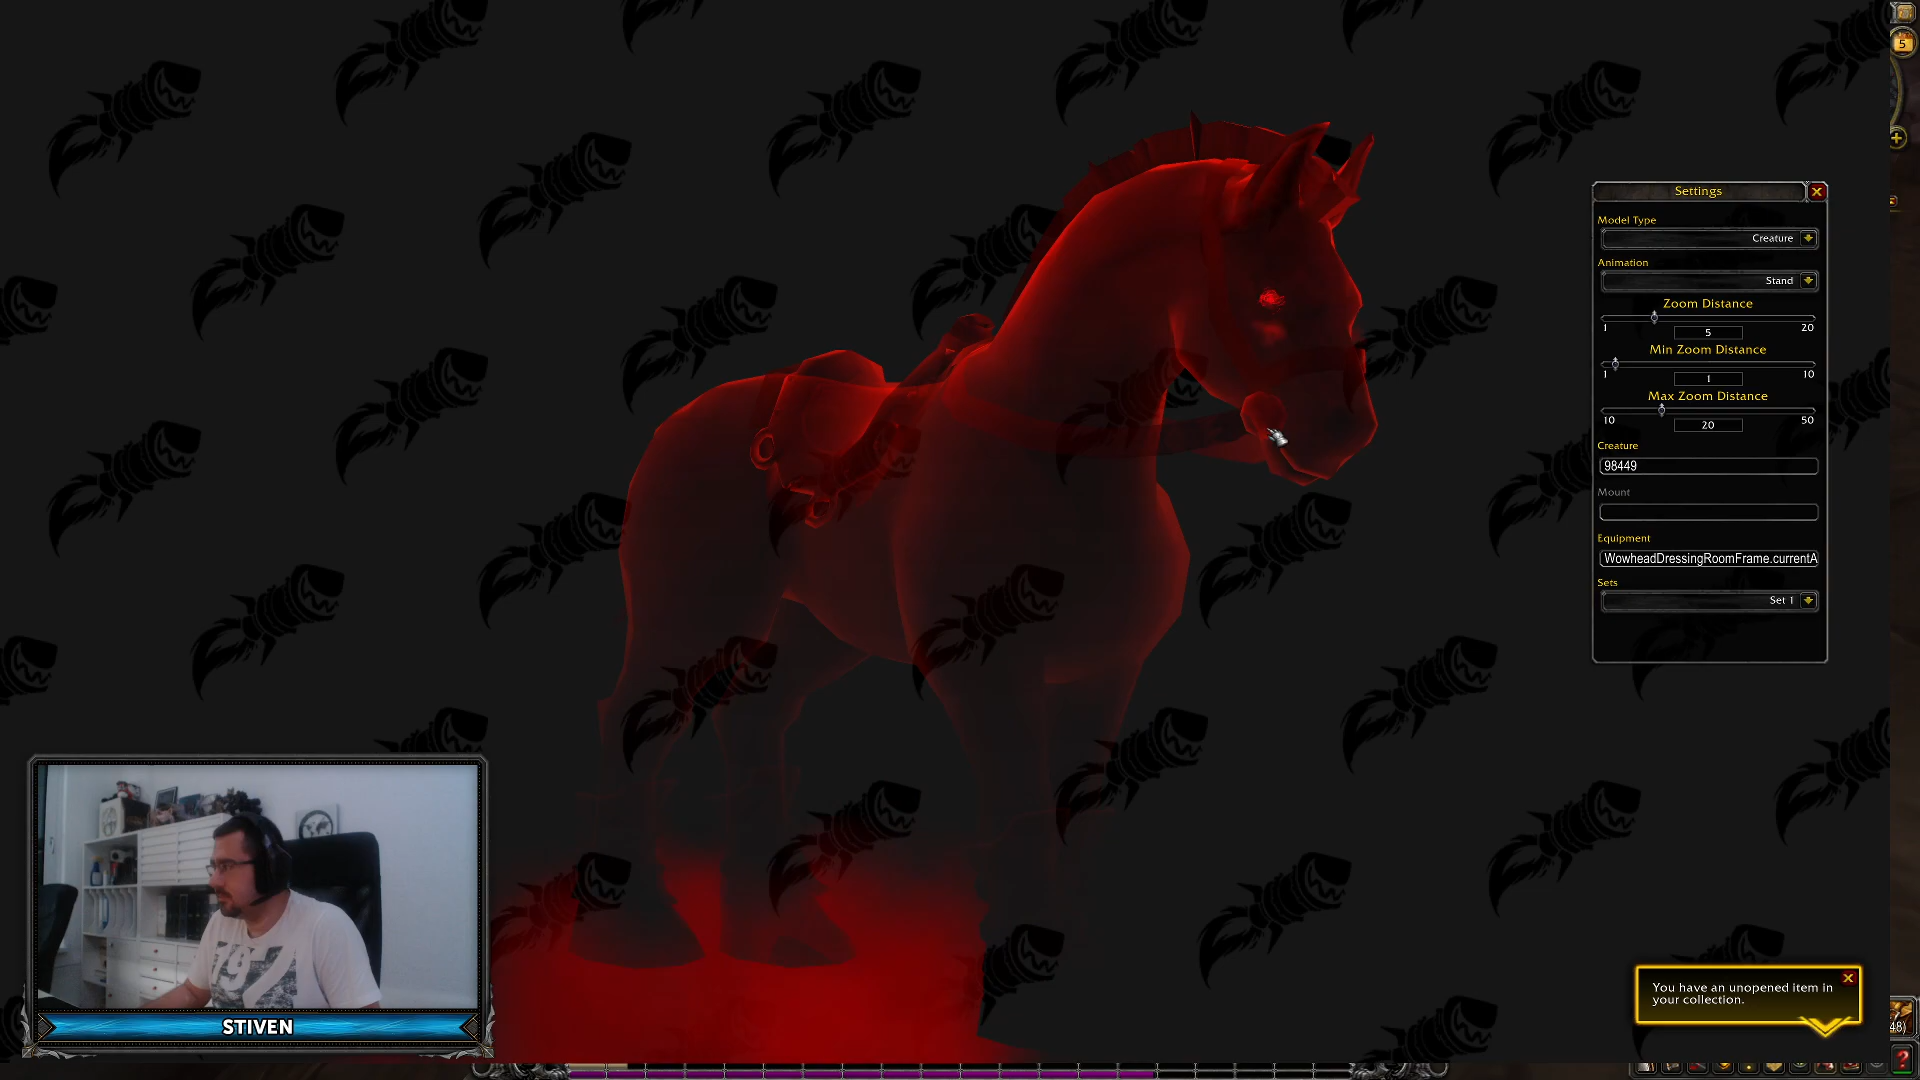 5
Settings
Model Type
Creature
Animation
Stand
Zoom Distance
1
20
5
Min Zoom Distance
1
10
1
Max Zoom Distance
10
50
20
Creature
98449
Mount
Equipment
WowheadDressingRoomFrame.currentA
Sets
Set 1
You have an unopened item in
your collection.
48)
STIVEN